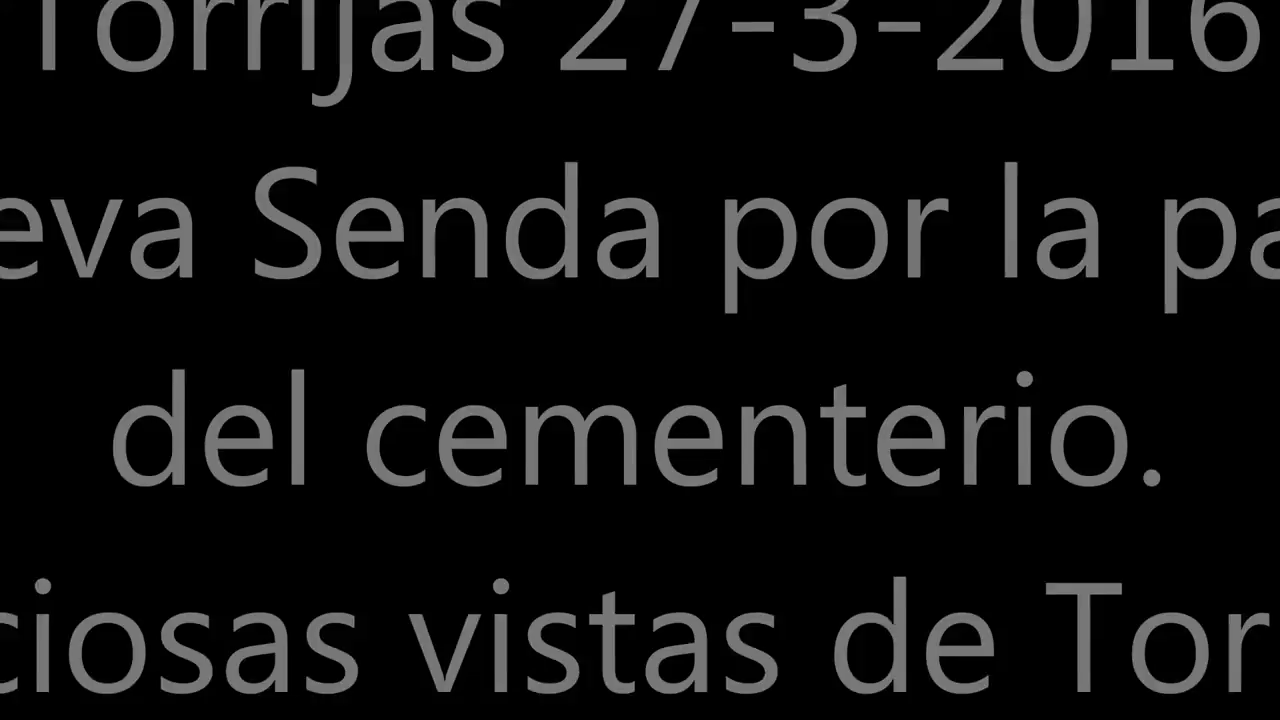 Torrijas 27-3-2016
eva Senda por la pa
del cementerio.
ciosas vistas de Tor